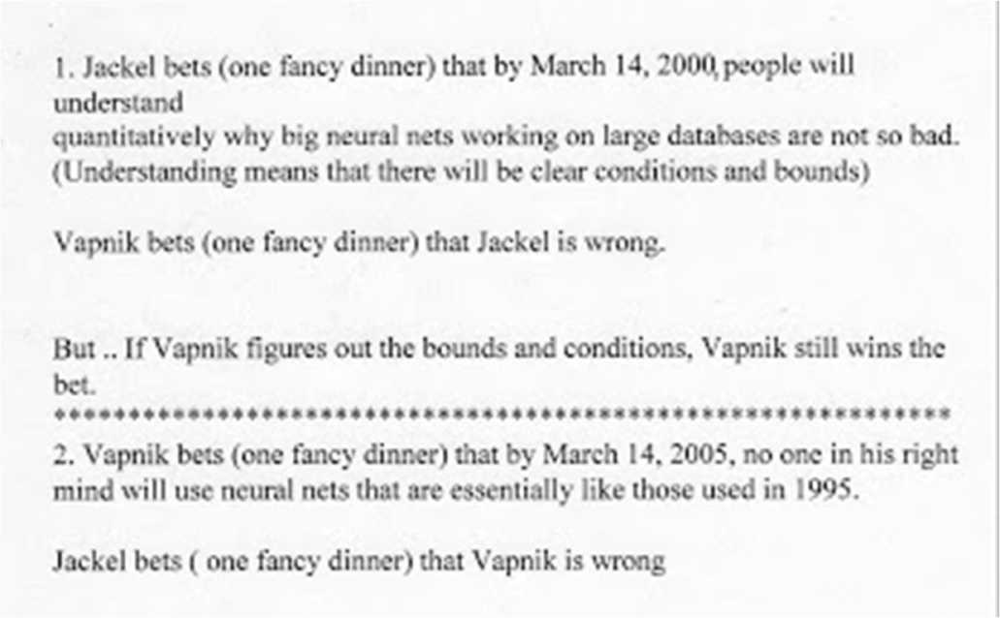 1. Jackel bets (one fancy dinner) that by March 14, 2000, people will
understand
quantitatively why big neural nets working on large databases are not so bad.
(Understanding means that there will be clear conditions and bounds)
Vapnik bets (one fancy dinner) that Jackel is wrong.
But .. If Vapnik figures out the bounds and conditions, Vapnik still wins the
bet.
*************************************************************
2. Vapnik bets (one fancy dinner) that by March 14, 2005, no one in his right
mind will use neural nets that are essentially like those used in 1995.
Jackel bets ( one fancy dinner) that Vapnik is wrong